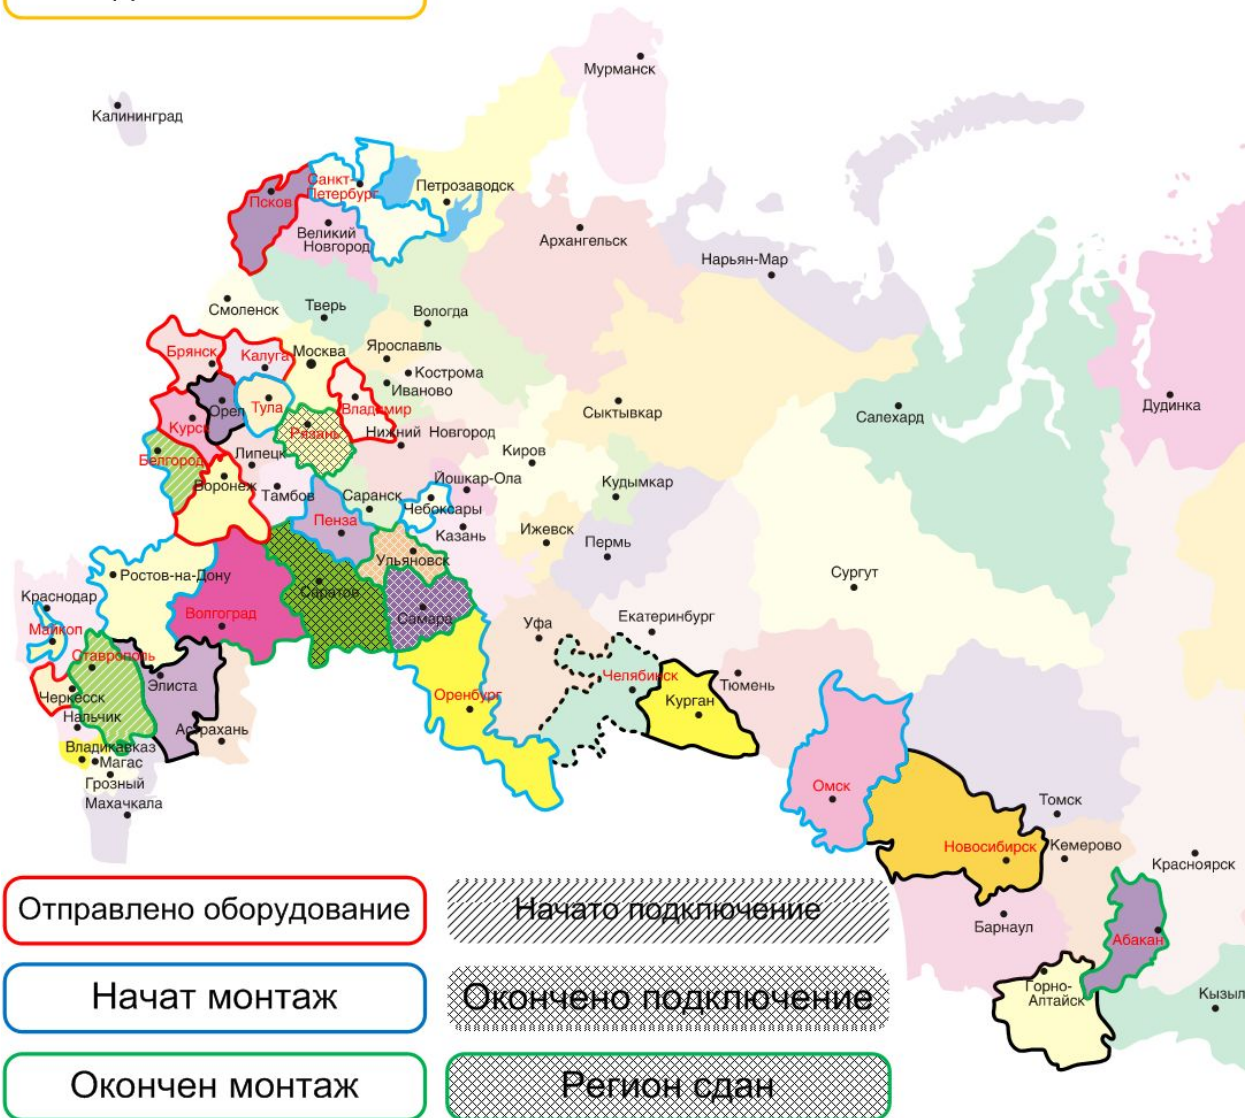 Мурманск
Калининград
Санкт-
Петербург
Петрозаводск
Псков
Великий
Новгород
Архангельск
Нарьян-Мар
Смоленск
Тверь
Вологда
Брянск
Калуга
Москва
Ярославль
Кострома
Иваново
Орел
Тула
Владимир
Сыктывкар
Салехард
Дудинка
Курск
Рязань
Нижний Новгород
Белгород
Липецк
Киров
Воронеж
Тамбов
Саранск
Йошкар-Ола
Чебоксары
Кудымкар
Пенза
Казань
Ижевск
Пермь
Ульяновск
Ростов-на-Дону
Сургут
Краснодар
Саратов
Волгоград
Самара
Уфа
Екатеринбург
Майкоп
Ставрополь
Элиста
Черкесск
Оренбург
Челябинск
Курган
Тюмень
Нальчик
Астрахань
Владикавказ
Магас
Грозный
Махачкала
Омск
Томск
Новосибирск
Кемерово
Красноярск
Барнаул
Абакан
Горно-
Алтайск
Кызыл
Отправлено оборудование
Начато подключение
Начат монтаж
Окончено подключение
Окончен монтаж
Регион сдан